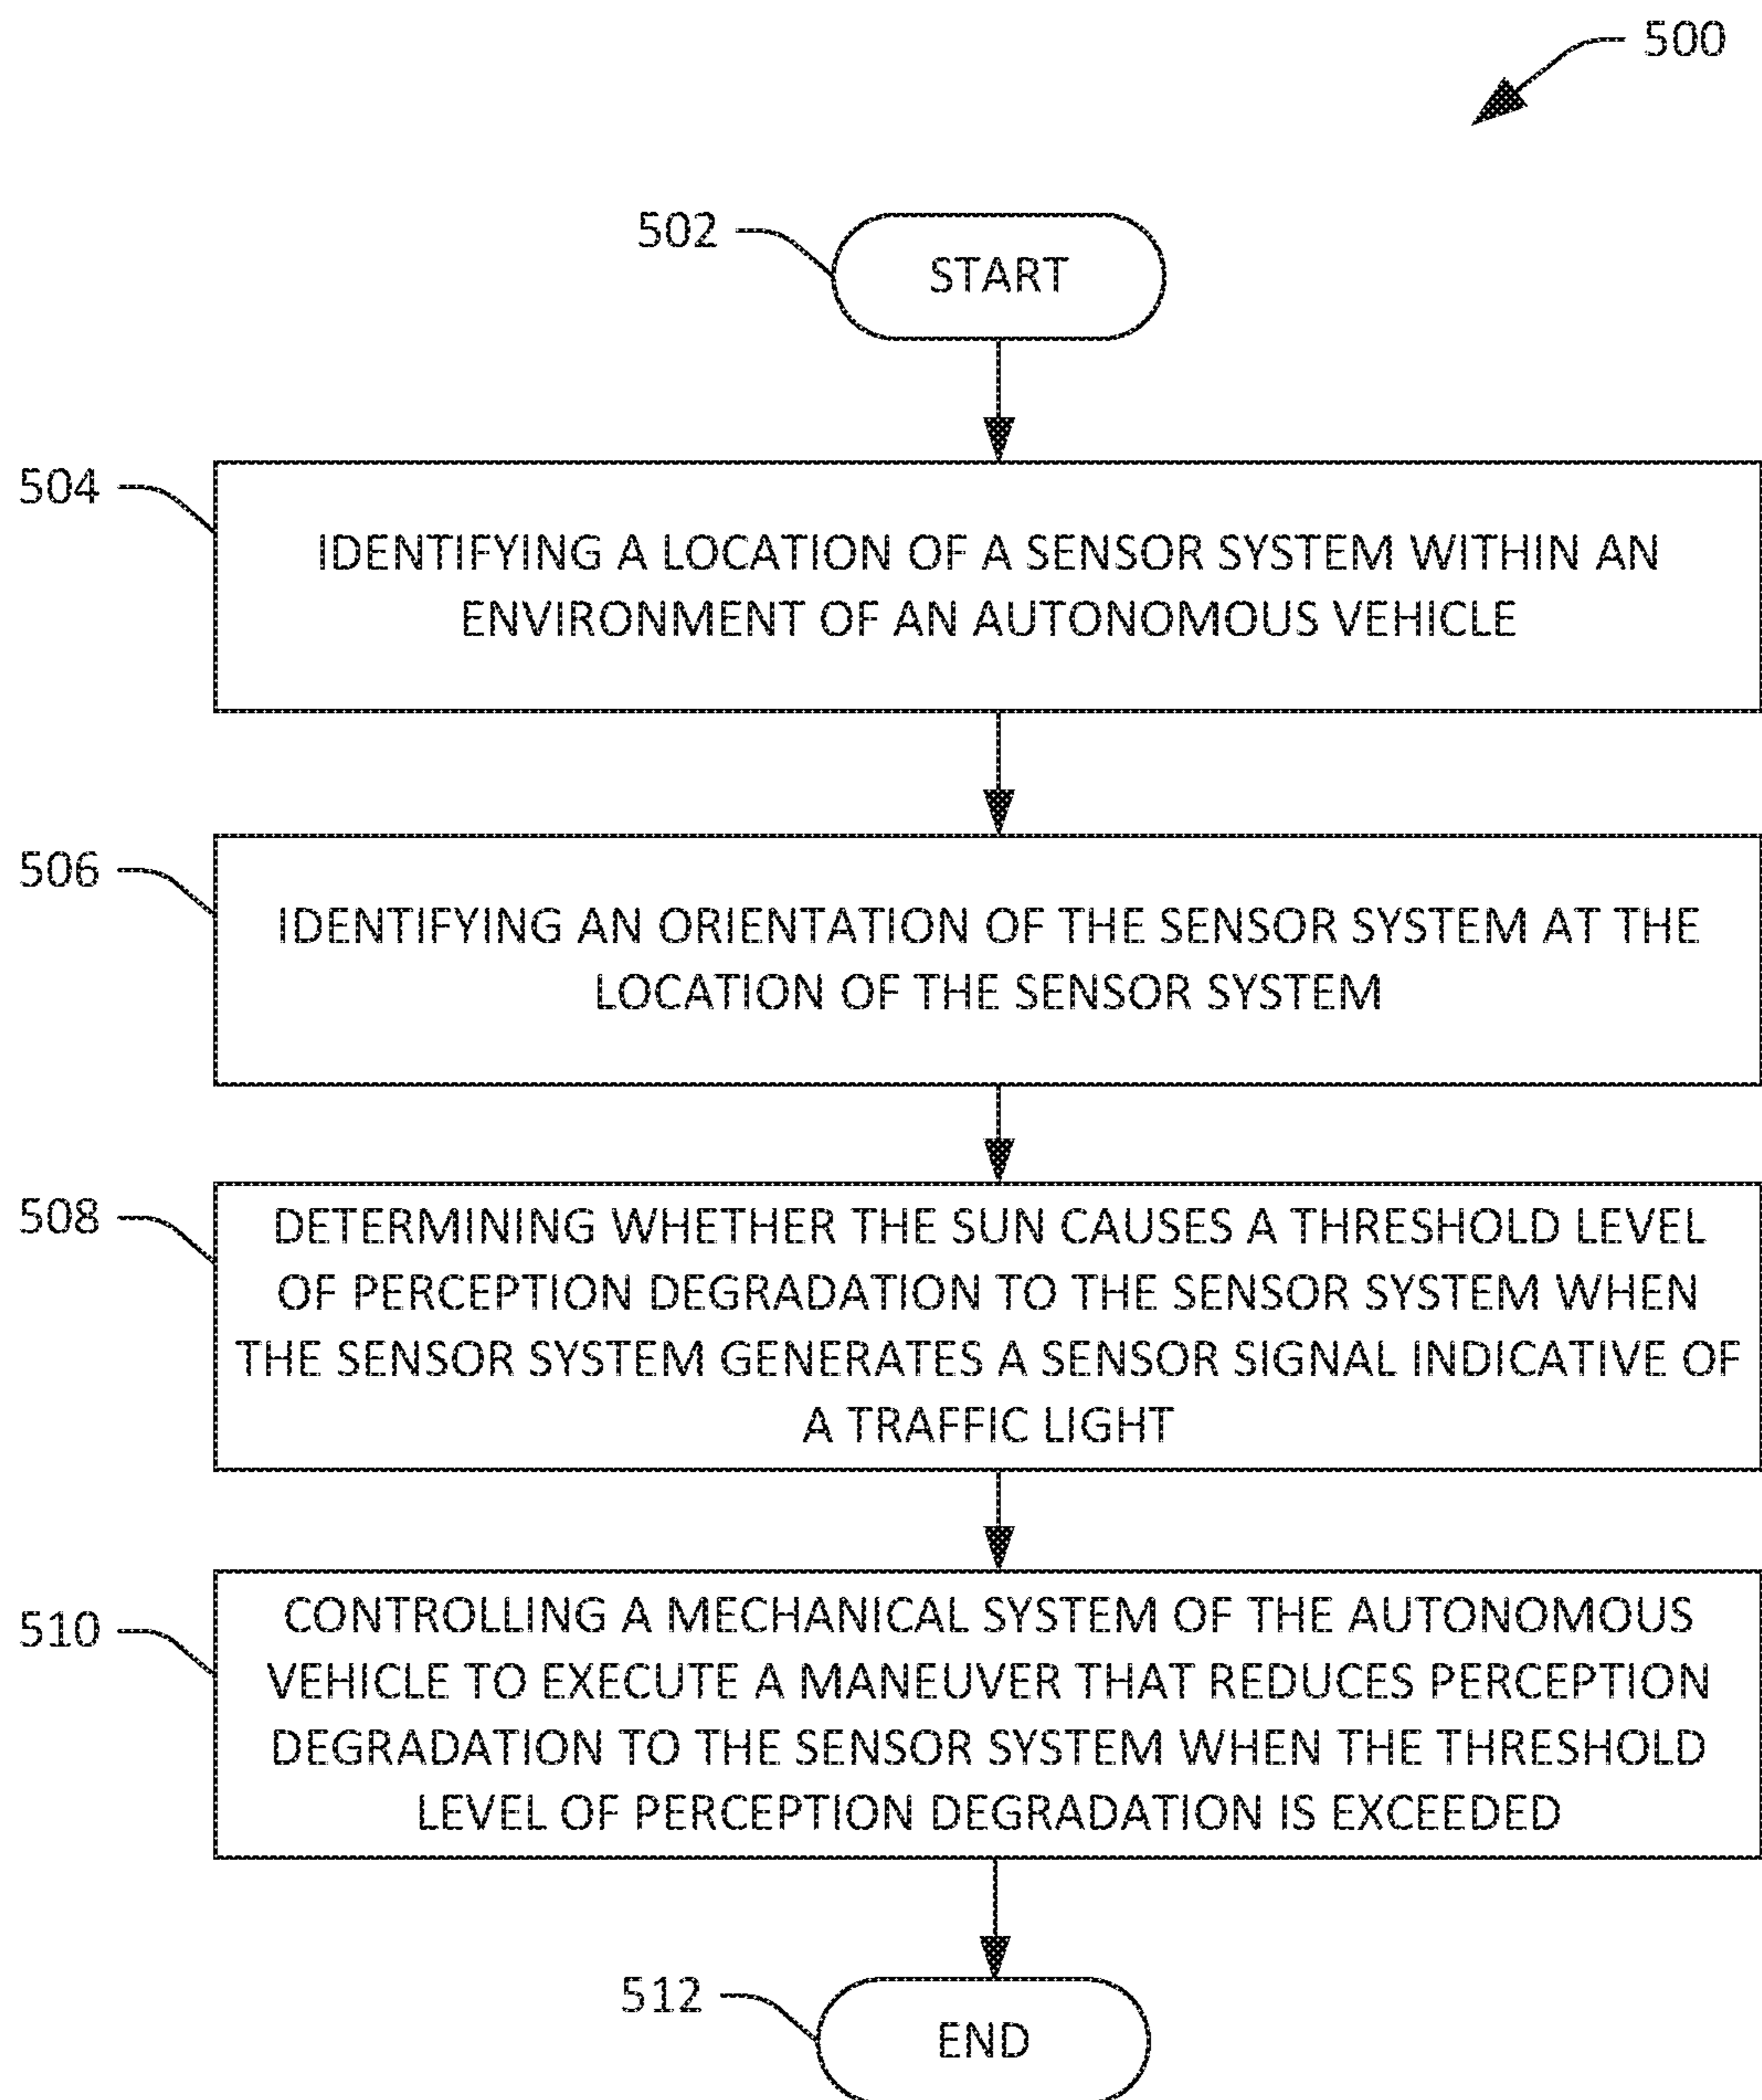 500
502
START
504
IDENTIFYING A LOCATION OF A SENSOR SYSTEM WITHIN AN
ENVIRONMENT OF AN AUTONOMOUS VEHICLE
506
IDENTIFYING AN ORIENTATION OF THE SENSOR SYSTEM AT THE
LOCATION OF THE SENSOR SYSTEM
508
DETERMINING WHETHER THE SUN CAUSES A THRESHOLD LEVEL
OF PERCEPTION DEGRADATION TO THE SENSOR SYSTEM WHEN
THE SENSOR SYSTEM GENERATES A SENSOR SIGNAL INDICATIVE OF
A TRAFFIC LIGHT
510
CONTROLLING A MECHANICAL SYSTEM OF THE AUTONOMOUS
VEHICLE TO EXECUTE A MANEUVER THAT REDUCES PERCEPTION
DEGRADATION TO THE SENSOR SYSTEM WHEN THE THRESHOLD
LEVEL OF PERCEPTION DEGRADATION IS EXCEEDED
512
END